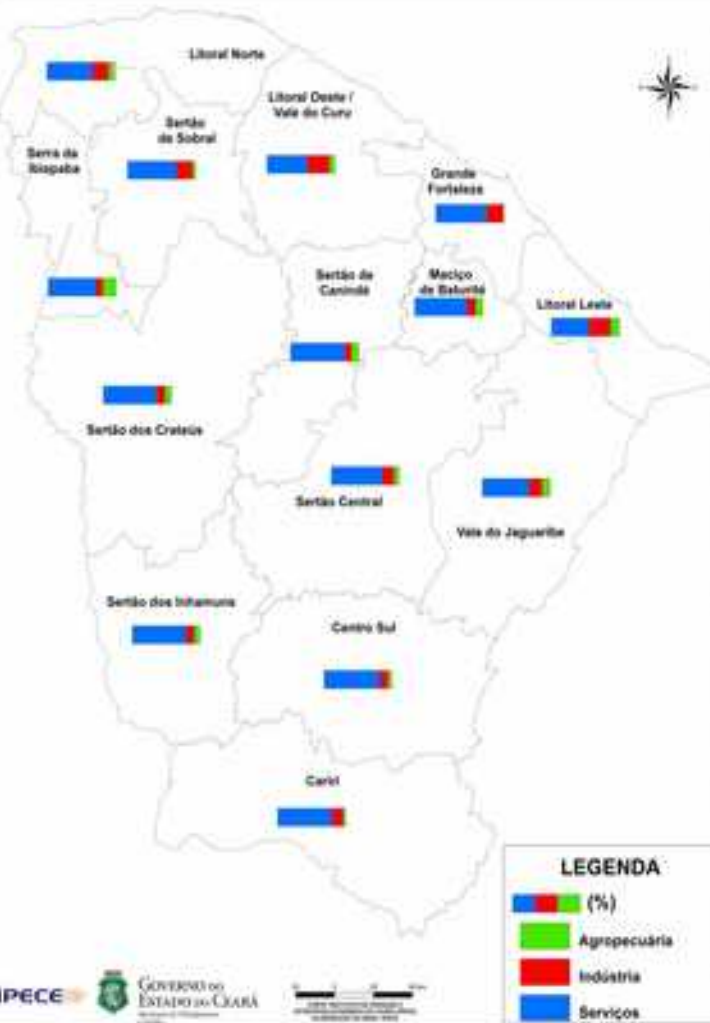 Litoral Norte
Litoral Oeste /
Vale do Curu
Sertão
de Sobral
Serra da
Ibiapaba
Grande
Fortaleza
Sertão de
Canindé
Maciço
de Baturité
Litoral Leste
Sertão dos Crateús
Sertão Central
Vale do Jaguaribe
Sertão dos Inhamuns
Centro Sul
Cariri
LEGENDA
(%)
Agropecuária
Indústria
Serviços
IPECE
GOVERNO DO
ESTADO DO CEARÁ